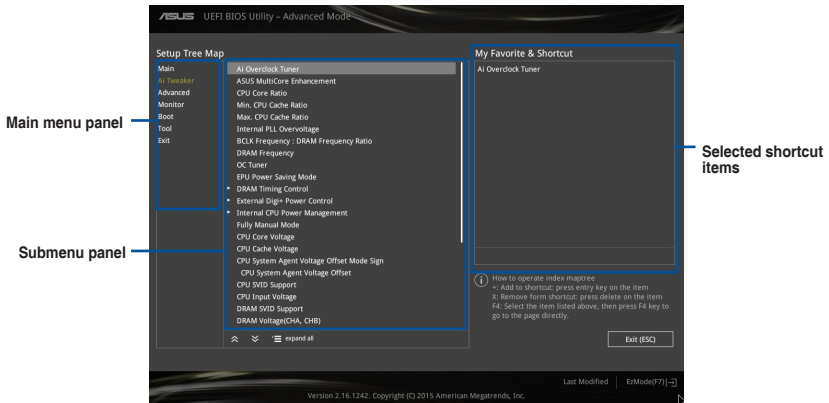 ASUS UEFI BIOS Utility – Advanced Mode
Setup Tree Map
Main
Ai Tweaker
Advanced
Monitor
Boot
Tool
Exit
Ai Overclock Tuner
ASUS MultiCore Enhancement
CPU Core Ratio
Min. CPU Cache Ratio
Max. CPU Cache Ratio
Internal PLL Overvoltage
BCLK Frequency : DRAM Frequency Ratio
DRAM Frequency
OC Tuner
EPU Power Saving Mode
DRAM Timing Control
External Digi+ Power Control
Internal CPU Power Management
Fully Manual Mode
CPU Core Voltage
CPU Cache Voltage
CPU System Agent Voltage Offset Mode Sign
CPU System Agent Voltage Offset
CPU SVID Support
CPU Input Voltage
DRAM SVID Support
DRAM Voltage(CHA, CHB)
expand all
My Favorite & Shortcut
Ai Overclock Tuner
How to operate index maptree
+: Add to shortcut: press entry key on the item
X: Remove form shortcut: press delete on the item
F4: Select the item listed above, then press F4 key to
go to the page directly.
Exit (ESC)
Last Modified
EzMode(F7)
Version 2.16.1242. Copyright (C) 2015 American Megatrends, Inc.
Main menu panel
Submenu panel
Selected shortcut
items